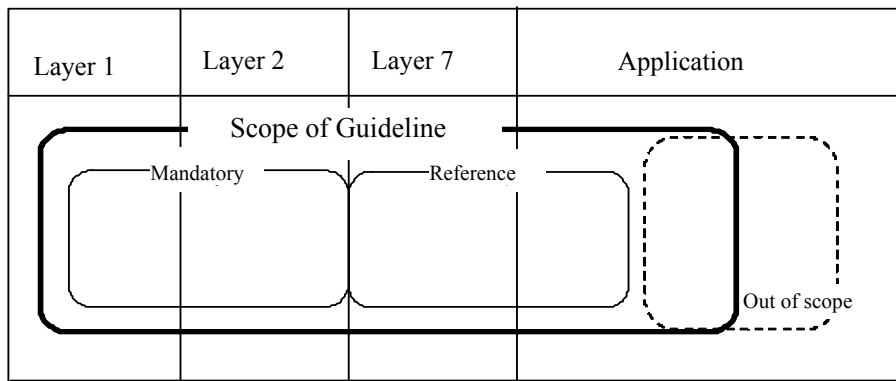 Layer 1
Layer 2
Layer 7
Application
Scope of Guideline
Mandatory
Reference
Out of scope